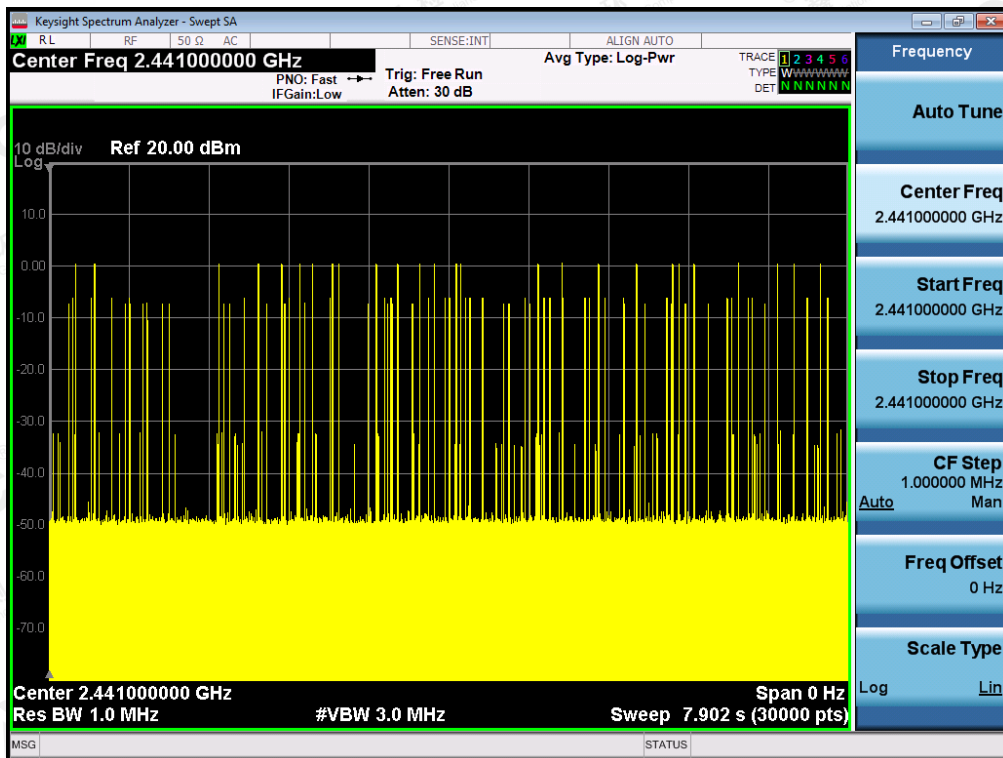 Keysight Spectrum Analyzer - Swept SA
LXI RL RF 50 Ω AC SENSE:INT ALIGN AUTO
Center Freq 2.441000000 GHz
PNO: Fast
IFGain:Low
Trig: Free Run
Atten: 30 dB
Avg Type: Log-Pwr
TRACE 1 2 3 4 5 6
TYPE WWWWWW
DET N N N N N N
10 dB/div Ref 20.00 dBm
Log
10.0
0.00
-10.0
-20.0
-30.0
-40.0
-50.0
-60.0
-70.0
Center 2.441000000 GHz Span 0 Hz
Res BW 1.0 MHz #VBW 3.0 MHz Sweep 7.902 s (30000 pts)
MSG STATUS
Frequency
Auto Tune
Center Freq
2.441000000 GHz
Start Freq
2.441000000 GHz
Stop Freq
2.441000000 GHz
CF Step
1.000000 MHz
Auto Man
Freq Offset
0 Hz
Scale Type
Log Lin